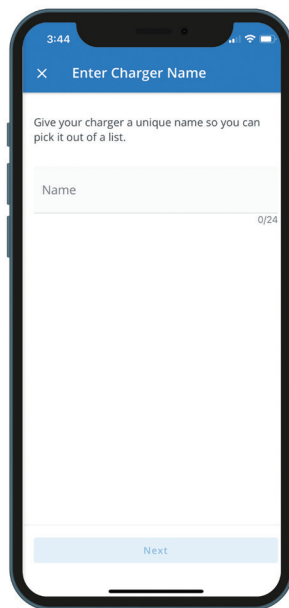 3:44
Enter Charger Name
Give your charger a unique name so you can
pick it out of a list.
Name
0/24
Next